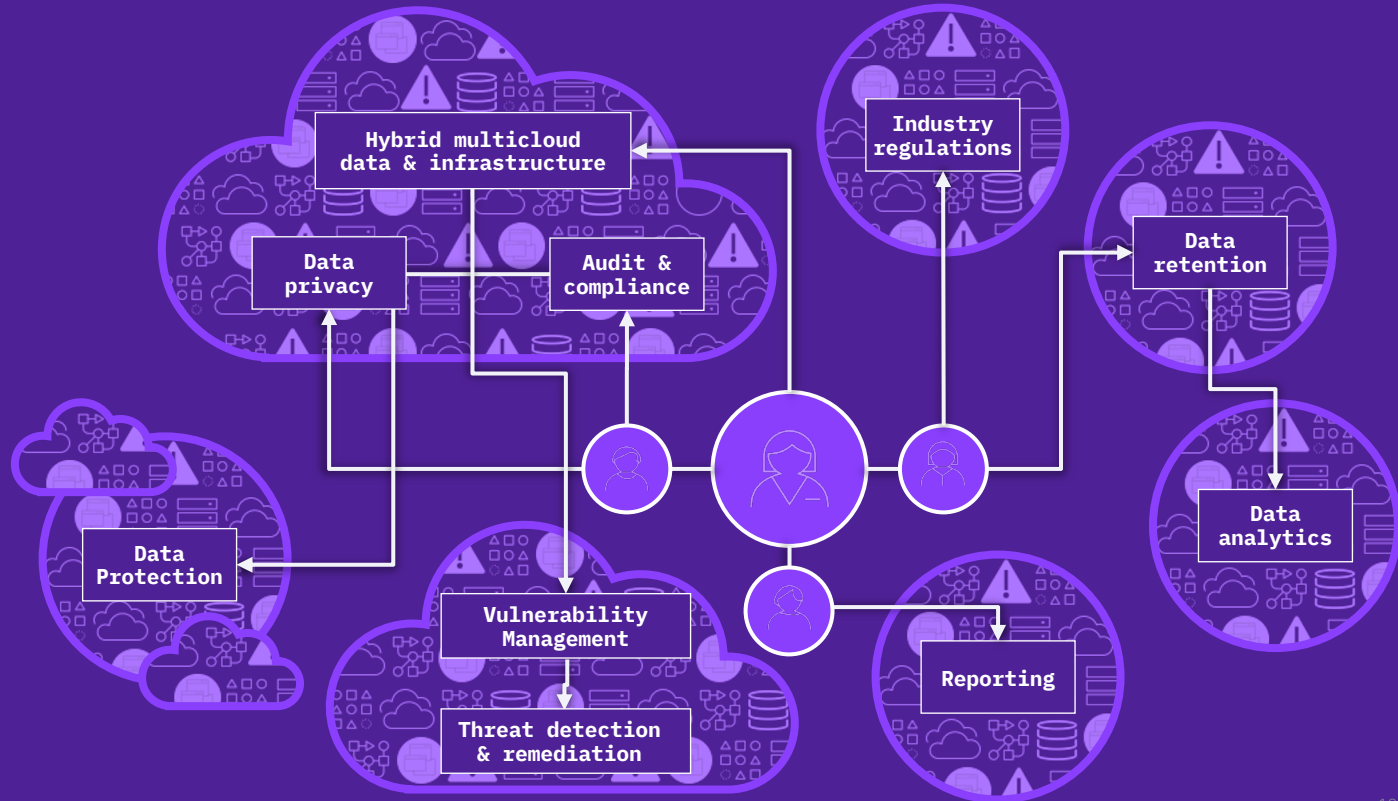 Hybrid multicloud
data & infrastructure
Industry
regulations
Data
privacy
Audit &
compliance
Data
retention
Data
Protection
Data
analytics
Vulnerability
Management
Reporting
Threat detection
& remediation